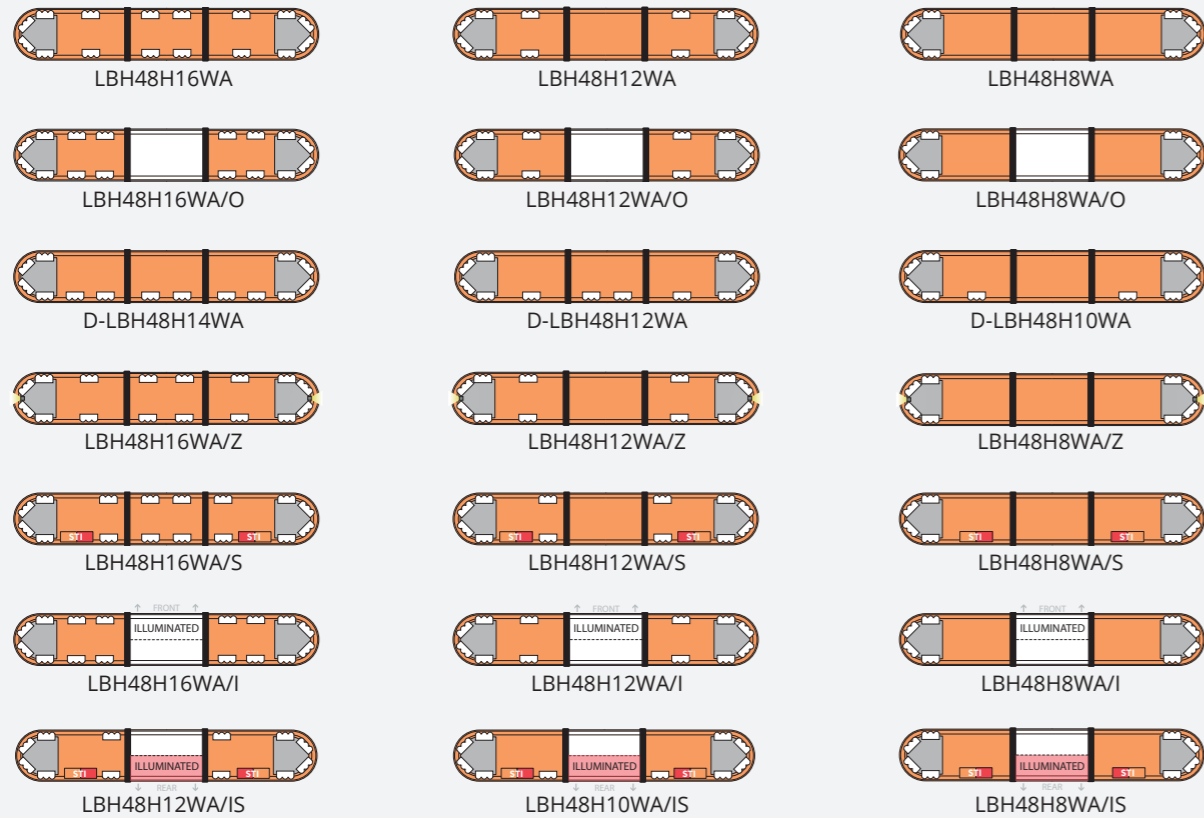 LBH48H16WA
LBH48H12WA
LBH48H8WA
LBH48H16WA/O
LBH48H12WA/O
LBH48H8WA/O
D-LBH48H14WA
D-LBH48H12WA
D-LBH48H10WA
LBH48H16WA/Z
LBH48H12WA/Z
LBH48H8WA/Z
STI
STI
STI
STI
STI
STI
LBH48H16WA/S
LBH48H12WA/S
LBH48H8WA/S
FRONT
FRONT
FRONT
ILLUMINATED
ILLUMINATED
ILLUMINATED
LBH48H16WA/I
LBH48H12WA/I
LBH48H8WA/I
STI
ILLUMINATED
STI
STI
ILLUMINATED
STI
STI
ILLUMINATED
STI
REAR
REAR
REAR
LBH48H12WA/IS
LBH48H10WA/IS
LBH48H8WA/IS